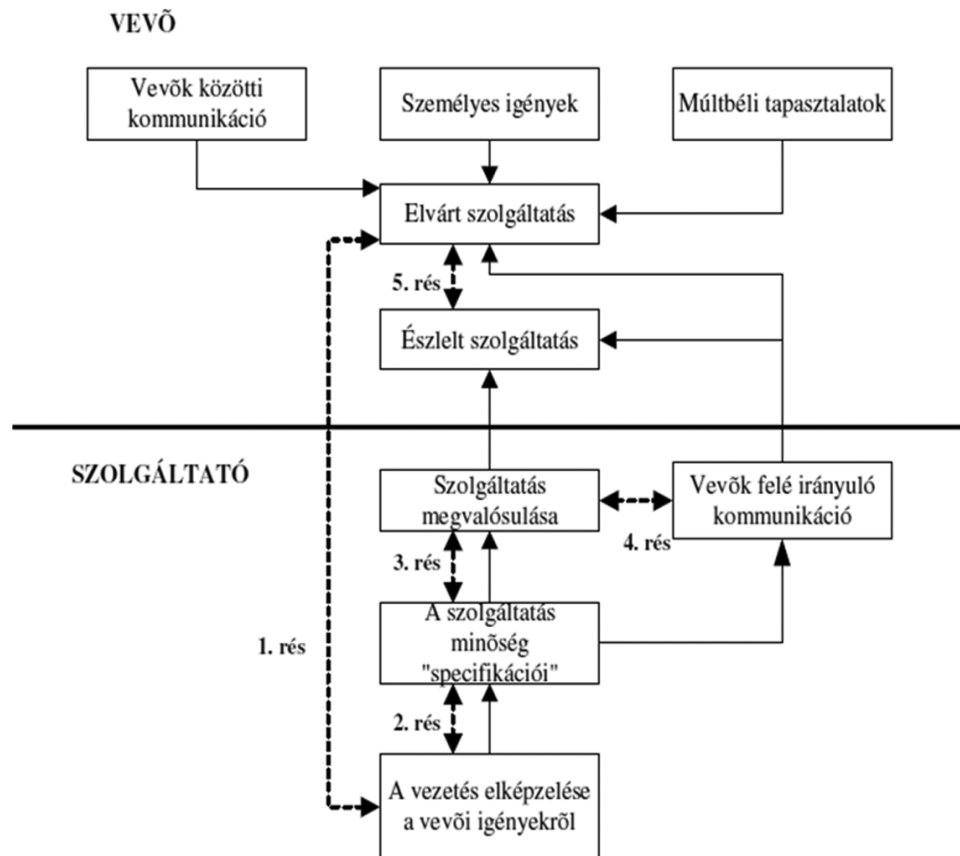 VEVÕ
Vevõk közötti
kommunikáció
Személyes igények
Múltbéli tapasztalatok
Elvárt szolgáltatás
5. rés
Észlelt szolgáltatás
SZOLGÁLTATÓ
Szolgáltatás
megvalósulása
Vevõk felé irányuló
kommunikáció
4. rés
3. rés
A szolgáltatás
minõség
"specifikációi"
1. rés
2. rés
A vezetés elképzelése
a vevõi igényekrõl